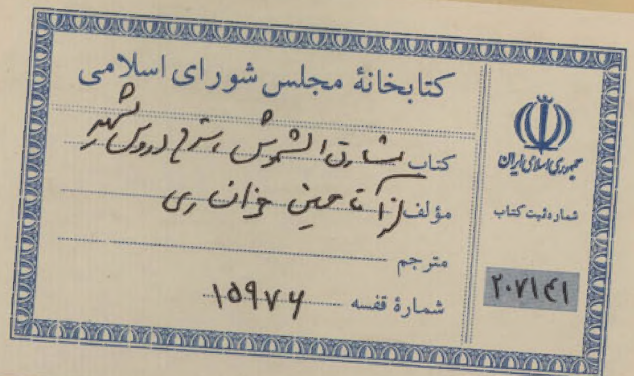 کتابخانهٔ مجلس شورای اسلامی
کتاب مشارق الشموس، شرح دروس شهید
مؤلف از آقا حسین خوانساری
مترجم
شمارهٔ قفسه ۱۵۹۷۶
جمهوری اسلامی ایران
شماره ثبت کتاب
۲۰۷۱۴۱